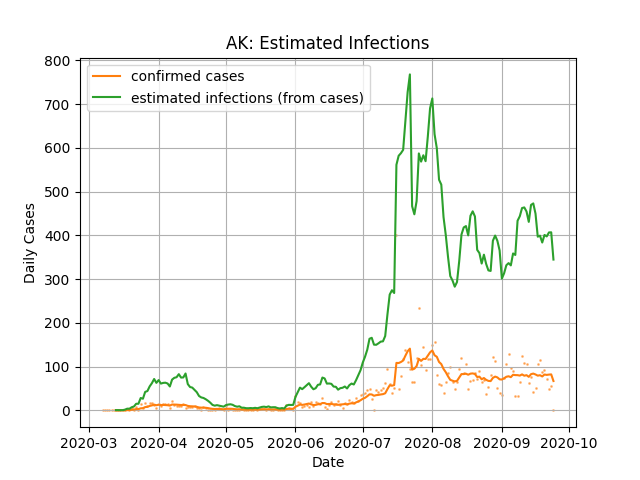 AK: Estimated Infections
confirmed cases
estimated infections (from cases)
Daily Cases
800
700
600
500
400
300
200
100
0
2020-03 2020-04 2020-05 2020-06 2020-07 2020-08 2020-09 2020-10
Date